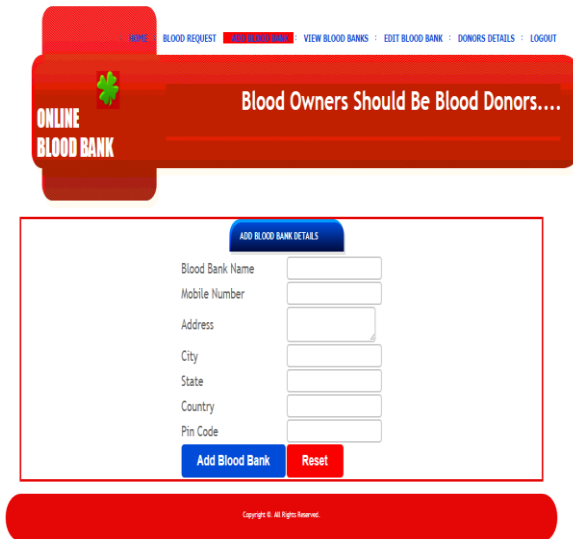 HOME : BLOOD REQUEST : ADD BLOOD BANK : VIEW BLOOD BANKS : EDIT BLOOD BANK : DONORS DETAILS : LOGOUT
Blood Owners Should Be Blood Donors....
ONLINE
BLOOD BANK
ADD BLOOD BANK DETAILS
Blood Bank Name
Mobile Number
Address
City
State
Country
Pin Code
Add Blood Bank Reset
Copyright ©. All Rights Reserved.